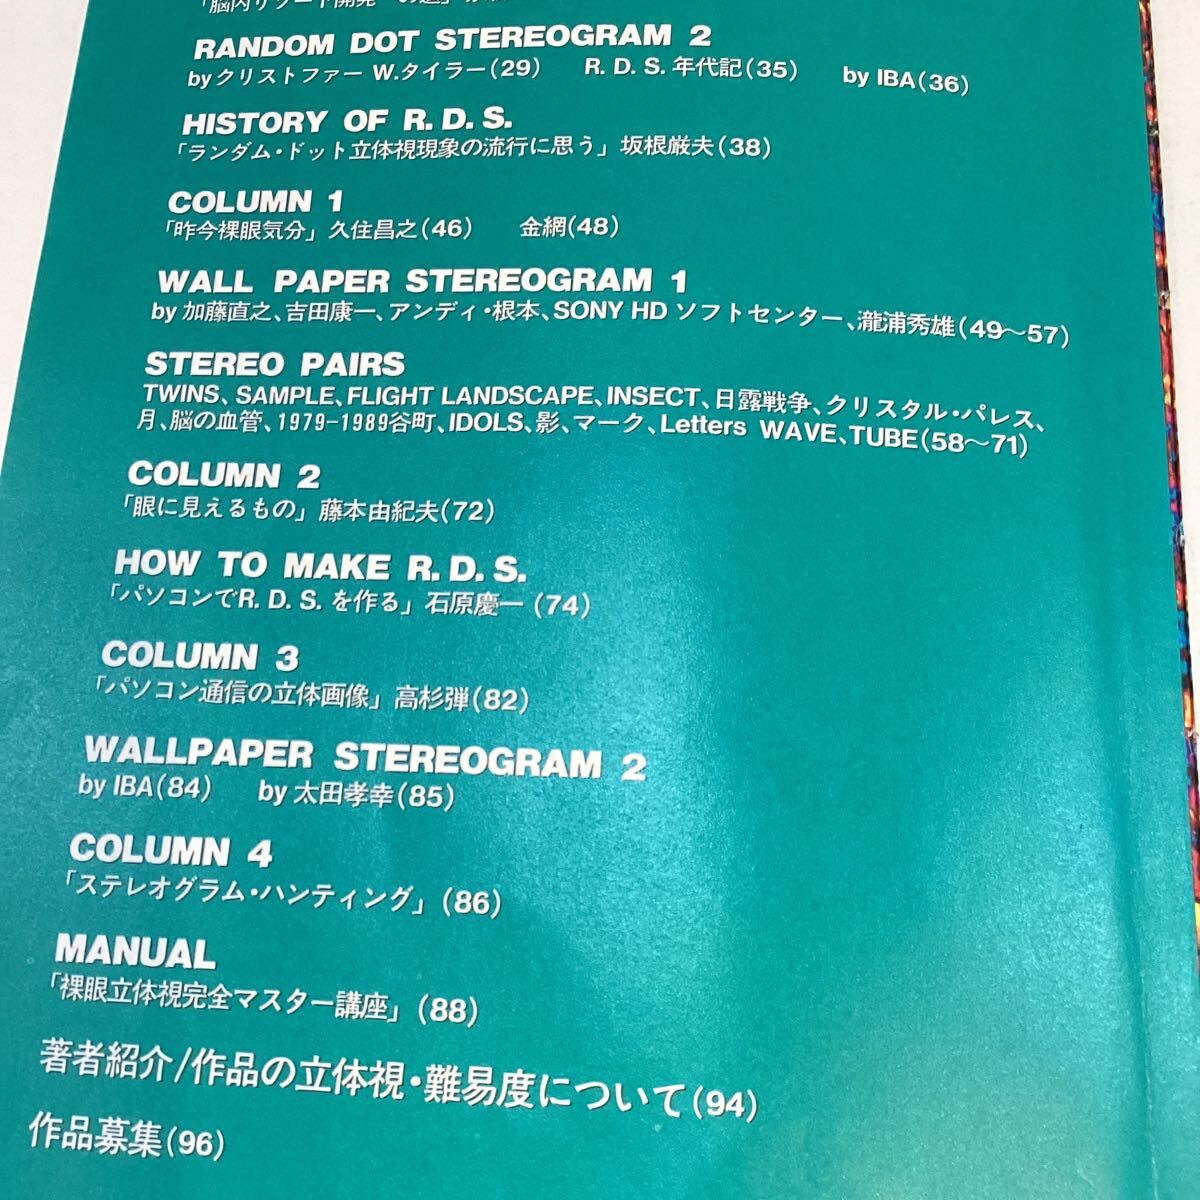 「脳内リゾート開発への道」
RANDOM DOT STEREOGRAM 2
by クリストファー W.タイラー(29) R. D. S. 年代記(35) by IBA(36)
HISTORY OF R. D. S.
「ランダム・ドット立体視現象の流行に思う」坂根厳夫(38)
COLUMN 1
「昨今裸眼気分」久住昌之(46) 金網(48)
WALL PAPER STEREOGRAM 1
by 加藤直之、吉田康一、アンディ・根本、SONY HD ソフトセンター、瀧浦秀雄(49〜57)
STEREO PAIRS
TWINS、SAMPLE、FLIGHT LANDSCAPE、INSECT、日露戦争、クリスタル・パレス、
月、脳の血管、1979-1989谷町、IDOLS、影、マーク、Letters WAVE、TUBE(58〜71)
COLUMN 2
「眼に見えるもの」藤本由紀夫(72)
HOW TO MAKE R. D. S.
「パソコンでR. D. S. を作る」石原慶一(74)
COLUMN 3
「パソコン通信の立体画像」高杉弾(82)
WALLPAPER STEREOGRAM 2
by IBA(84) by 太田孝幸(85)
COLUMN 4
「ステレオグラム・ハンティング」(86)
MANUAL
「裸眼立体視完全マスター講座」(88)
著者紹介/作品の立体視・難易度について(94)
作品募集(96)